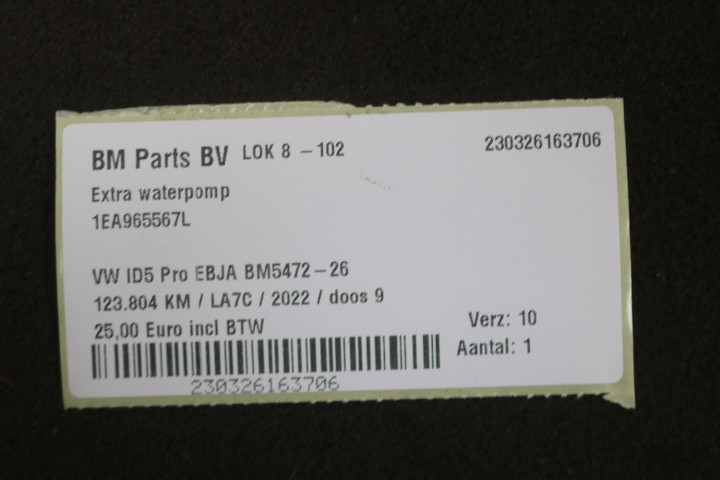 BM Parts BV LOK 8 - 102
230326163706
Extra waterpomp
1EA965567L
VW ID5 Pro EBJA BM5472-26
123.804 KM / LA7C / 2022 / doos 9
25,00 Euro incl BTW
Verz: 10
Aantal: 1
230326163706